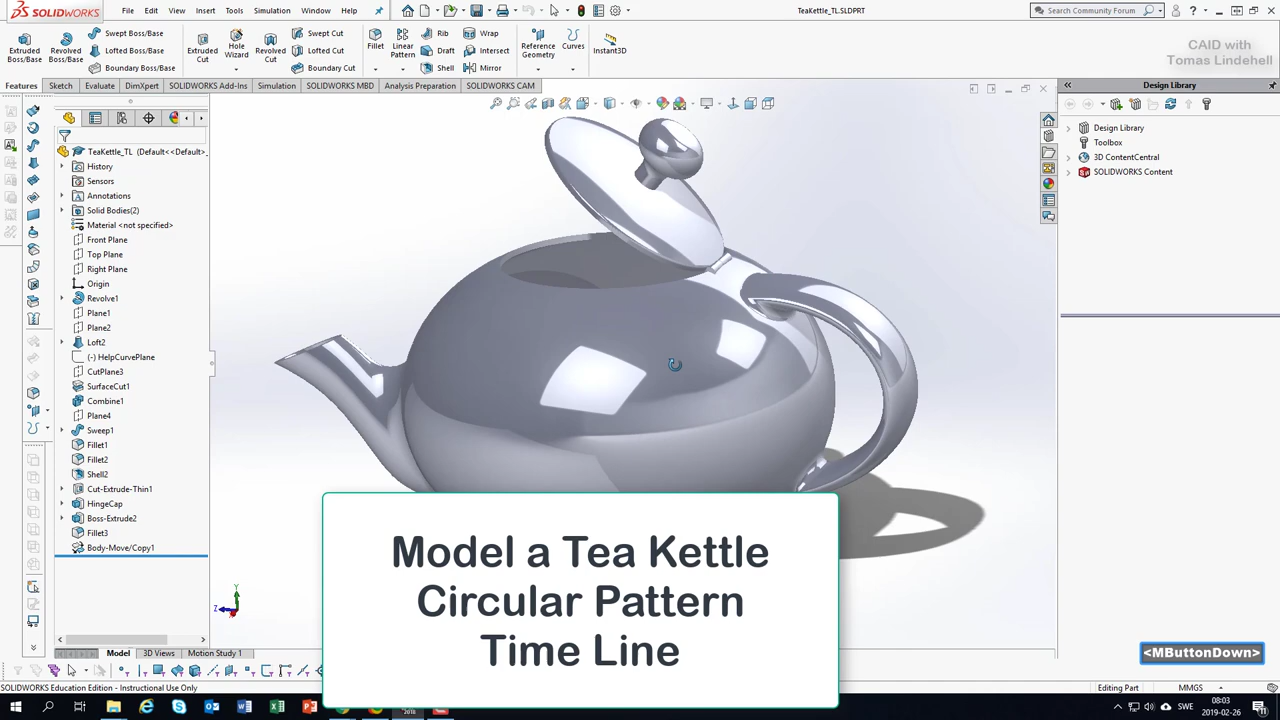 SOLIDWORKS
File Edit View Insert Tools Simulation Window Help
TeaKettle_TL.SLDPRT
Search Community Forum
CAID with
Tomas Lindehell
Extruded Boss/Base
Revolved Boss/Base
Swept Boss/Base
Lofted Boss/Base
Boundary Boss/Base
Extruded Cut
Hole Wizard
Revolved Cut
Swept Cut
Lofted Cut
Boundary Cut
Fillet
Linear Pattern
Rib
Draft
Shell
Wrap
Intersect
Mirror
Reference Geometry
Curves
Instant3D
Features Sketch Evaluate DimXpert SOLIDWORKS Add-Ins Simulation SOLIDWORKS MBD Analysis Preparation SOLIDWORKS CAM
TeaKettle_TL (Default<<Default>_
History
Sensors
Annotations
Solid Bodies(2)
Material <not specified>
Front Plane
Top Plane
Right Plane
Origin
Revolve1
Plane1
Plane2
Loft2
(-) HelpCurvePlane
CutPlane3
SurfaceCut1
Combine1
Plane4
Sweep1
Fillet1
Fillet2
Shell2
Cut-Extrude-Thin1
HingeCap
Boss-Extrude2
Fillet3
Body-Move/Copy1
Design Library
Design Library
Toolbox
3D ContentCentral
SOLIDWORKS Content
Y
Z
Model a Tea Kettle
Circular Pattern
Time Line
<MButtonDown>
Model 3D Views Motion Study 1
SOLIDWORKS Education Edition - Instructional Use Only
Editing Part MMGS
SWE
08:03
2019-02-26